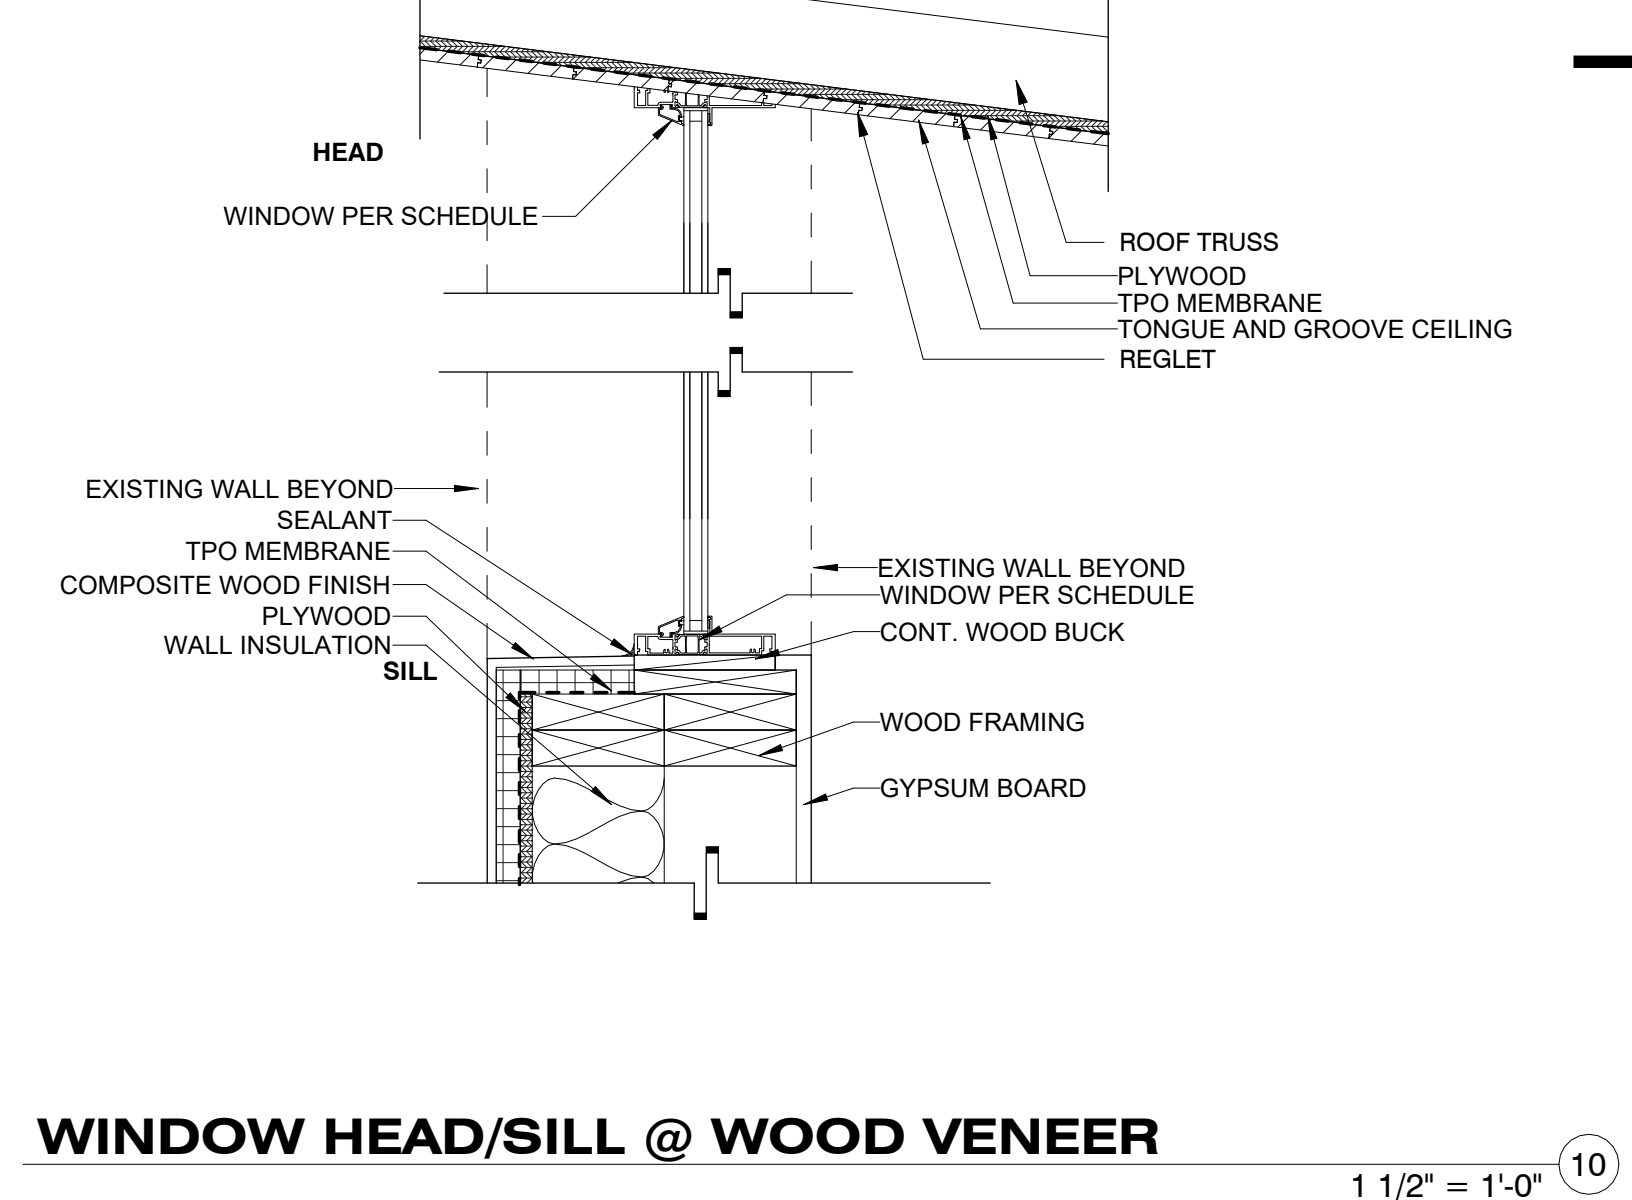 HEAD
WINDOW PER SCHEDULE
ROOF TRUSS
PLYWOOD
TPO MEMBRANE
TONGUE AND GROOVE CEILING
REGLET
EXISTING WALL BEYOND
SEALANT
TPO MEMBRANE
COMPOSITE WOOD FINISH
PLYWOOD
WALL INSULATION
SILL
EXISTING WALL BEYOND
WINDOW PER SCHEDULE
CONT. WOOD BUCK
WOOD FRAMING
GYPSUM BOARD
WINDOW HEAD/SILL @ WOOD VENEER
10
1 1/2" = 1'-0"